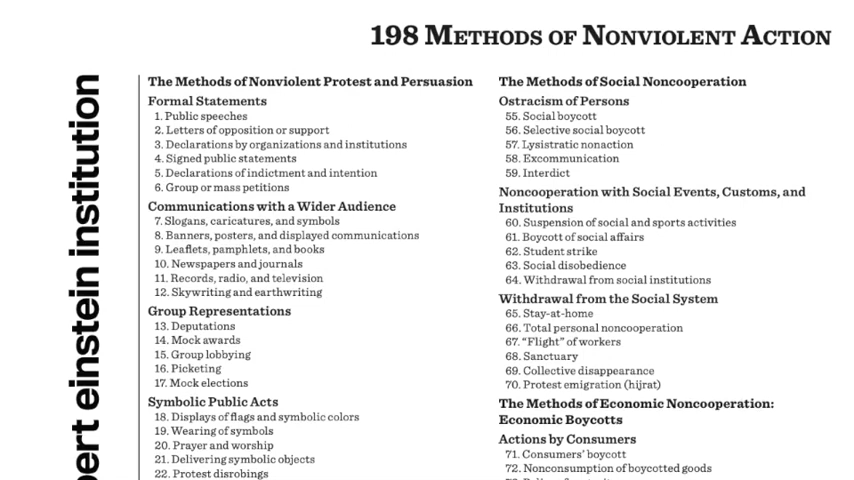 198 Methods of Nonviolent Action
bert einstein institution
The Methods of Nonviolent Protest and Persuasion
Formal Statements
1. Public speeches
2. Letters of opposition or support
3. Declarations by organizations and institutions
4. Signed public statements
5. Declarations of indictment and intention
6. Group or mass petitions
Communications with a Wider Audience
7. Slogans, caricatures, and symbols
8. Banners, posters, and displayed communications
9. Leaflets, pamphlets, and books
10. Newspapers and journals
11. Records, radio, and television
12. Skywriting and earthwriting
Group Representations
13. Deputations
14. Mock awards
15. Group lobbying
16. Picketing
17. Mock elections
Symbolic Public Acts
18. Displays of flags and symbolic colors
19. Wearing of symbols
20. Prayer and worship
21. Delivering symbolic objects
22. Protest disrobings
The Methods of Social Noncooperation
Ostracism of Persons
55. Social boycott
56. Selective social boycott
57. Lysistratic nonaction
58. Excommunication
59. Interdict
Noncooperation with Social Events, Customs, and
Institutions
60. Suspension of social and sports activities
61. Boycott of social affairs
62. Student strike
63. Social disobedience
64. Withdrawal from social institutions
Withdrawal from the Social System
65. Stay-at-home
66. Total personal noncooperation
67. “Flight” of workers
68. Sanctuary
69. Collective disappearance
70. Protest emigration (hijrat)
The Methods of Economic Noncooperation:
Economic Boycotts
Actions by Consumers
71. Consumers’ boycott
72. Nonconsumption of boycotted goods